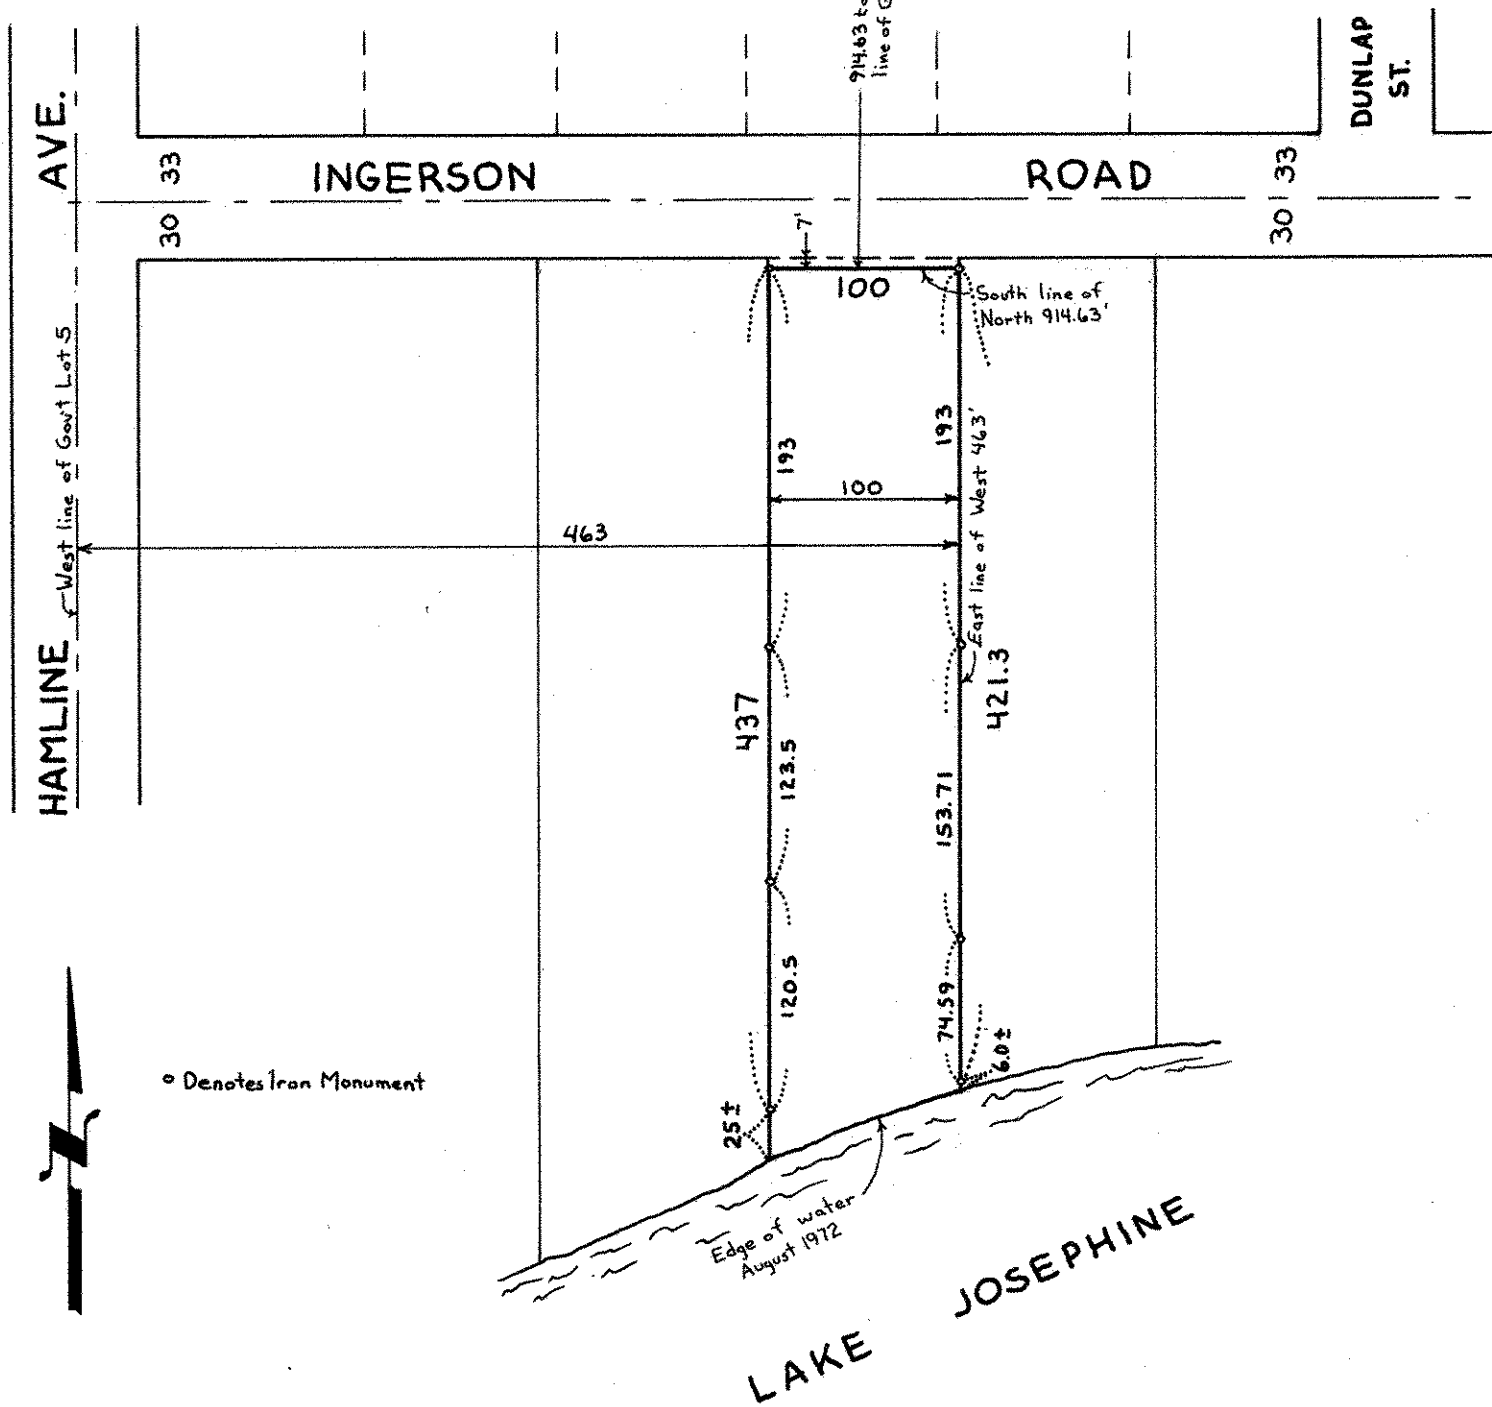 914.63 to
line of G
DUNLAP
ST.
HAMLINE AVE.
33
30
INGERSON ROAD
33
30
7'
100
South line of
North 914.63'
West line of Gov't Lot 5
193
193
100
463
East line of West 463'
437
421.3
123.5
153.71
120.5
74.59
6.0±
25±
N
Denotes Iron Monument
Edge of water
August 1972
LAKE JOSEPHINE